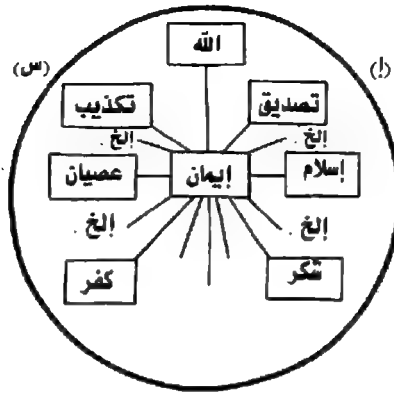 الله
(إ) (س)
تصديق تكذيب
إلخ. إلخ.
إسلام إيمان عصيان
إلخ. إلخ.
شكر كفر